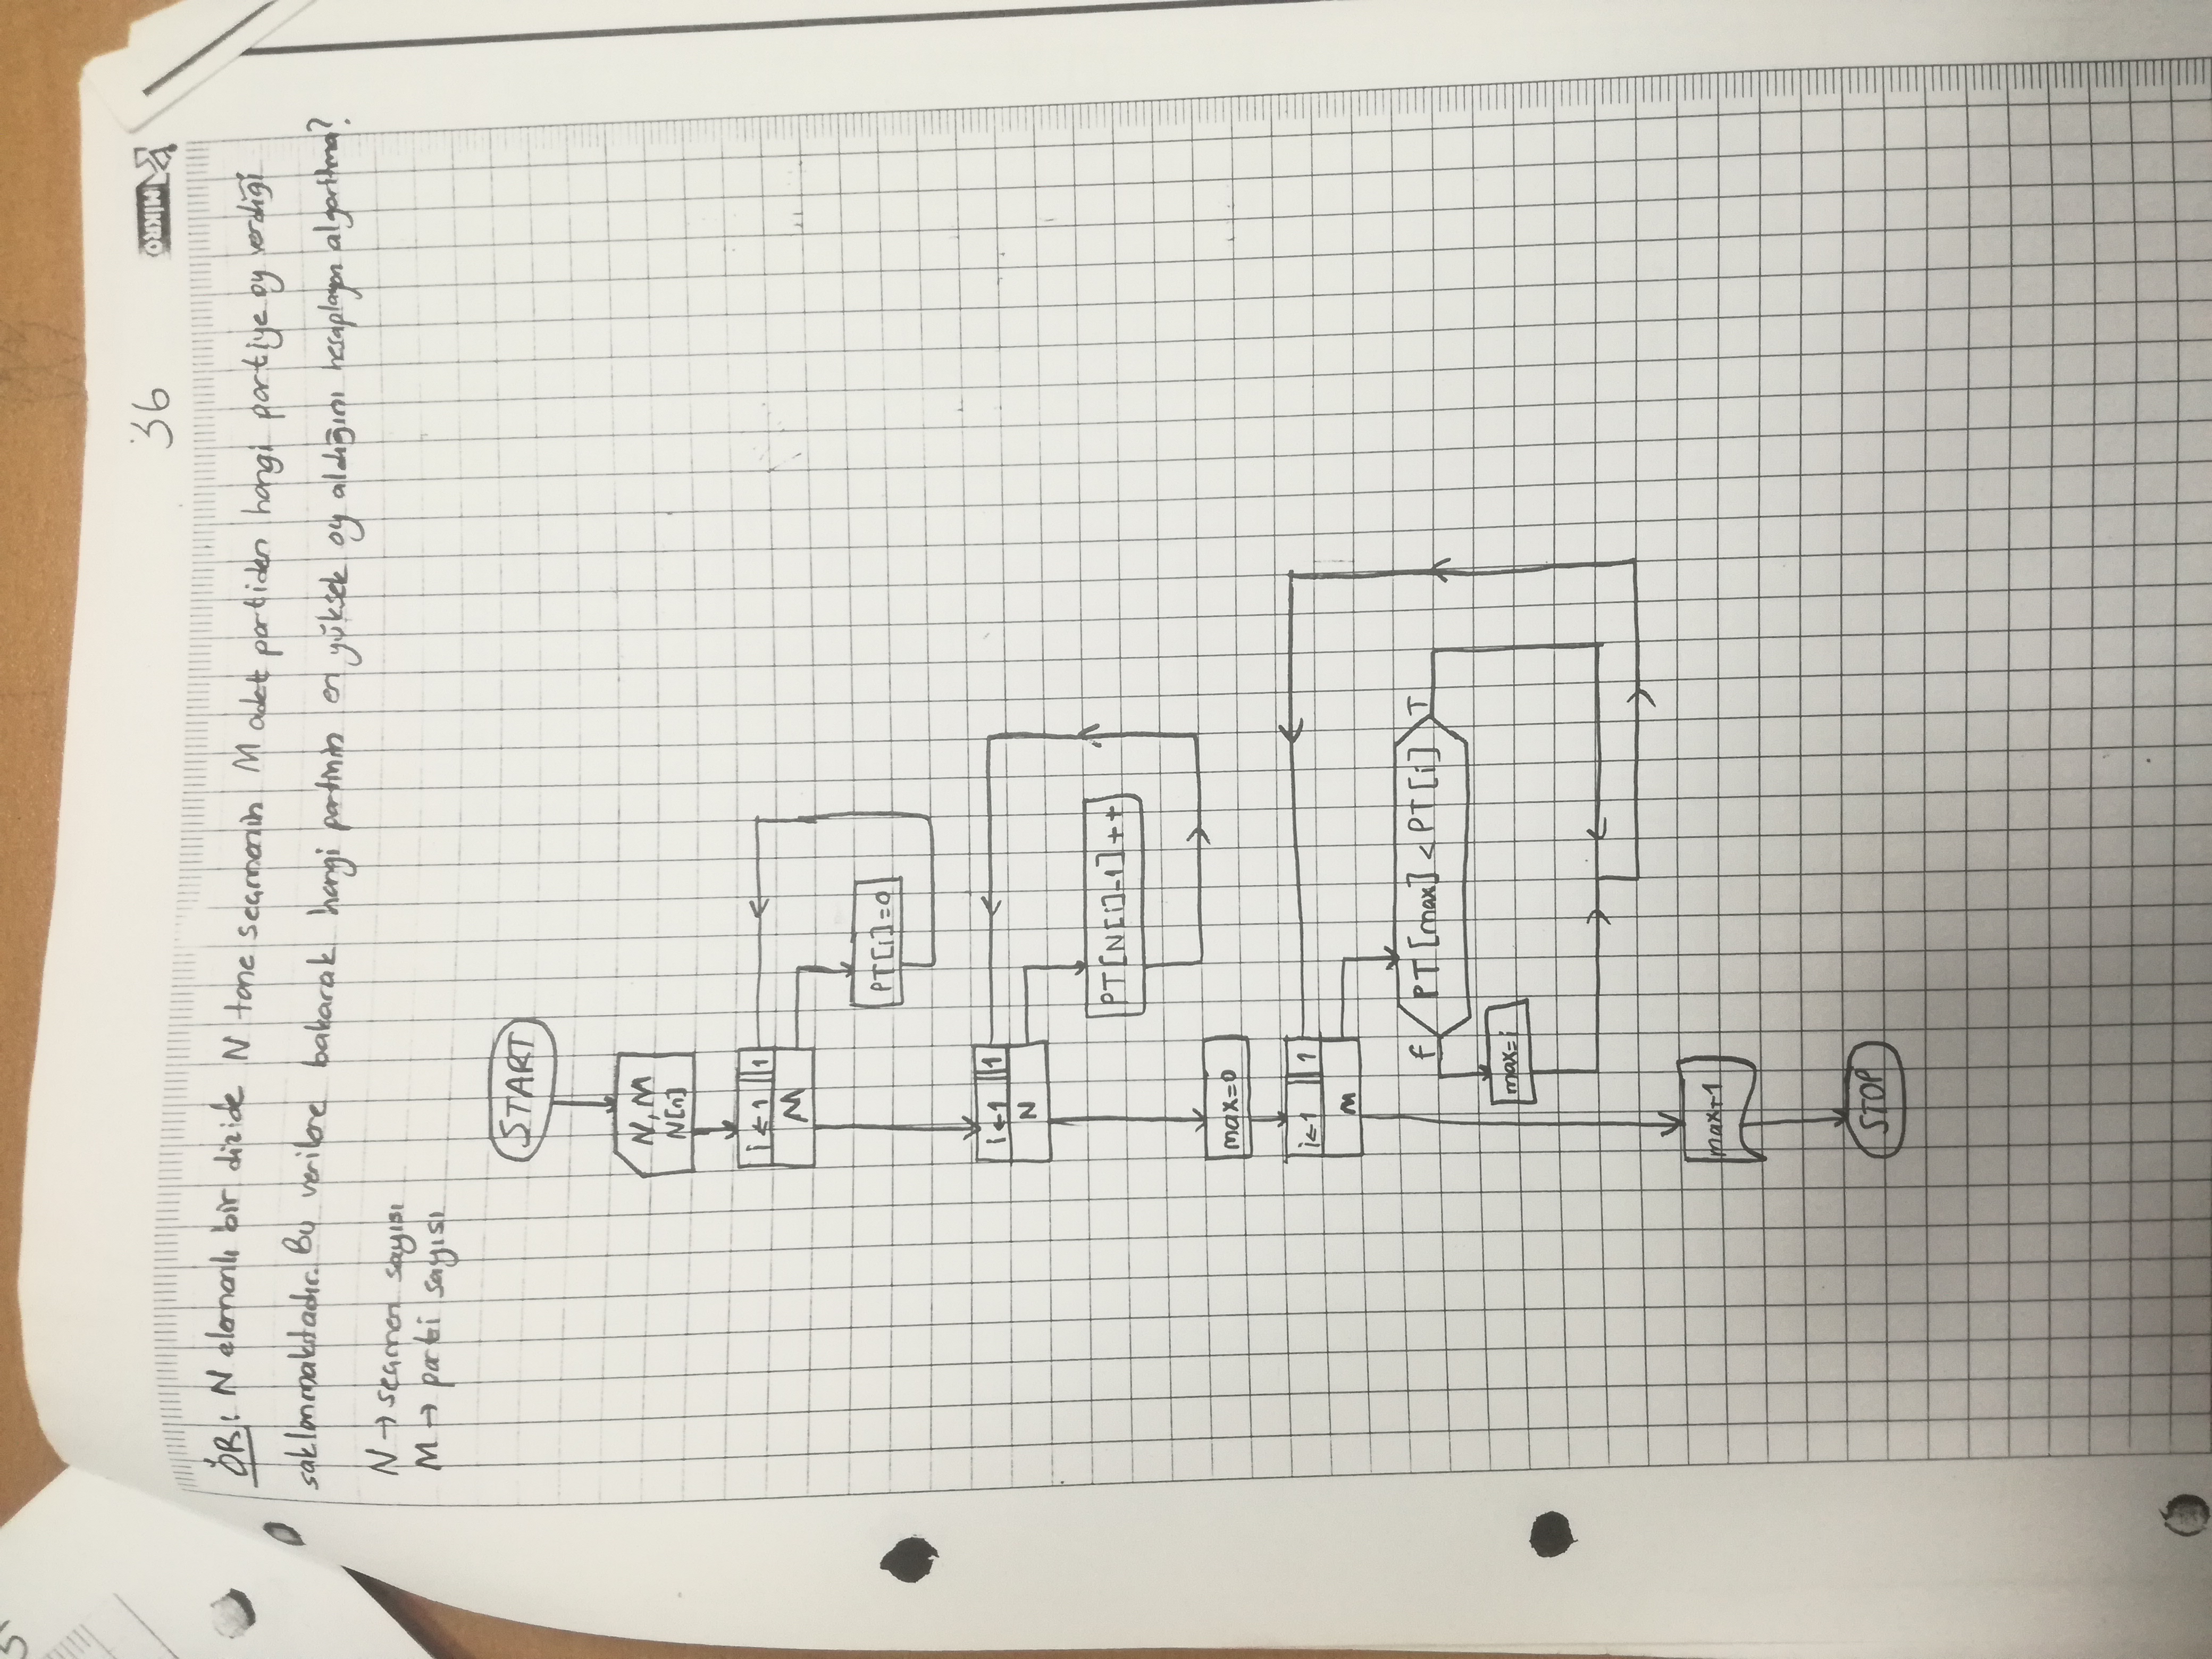 36
MIKRO
ÖR: N elemanlı bir dizide N tane seçmenin M adet partiden hangi partiye oy verdiği
saklanmaktadır. Bu verilere bakarak hangi partinin en yüksek oy aldığını hesaplayan algoritma?
N → seçmen sayısı
M → parti sayısı
START
N, M
N[n]
i ← 1 1
M
PT[i]=0
i ← 1 1
N
PT[N[i]-1]++
max=0
i ← 1 1
M
F PT[max] < PT[i] T
max=i
max+1
STOP